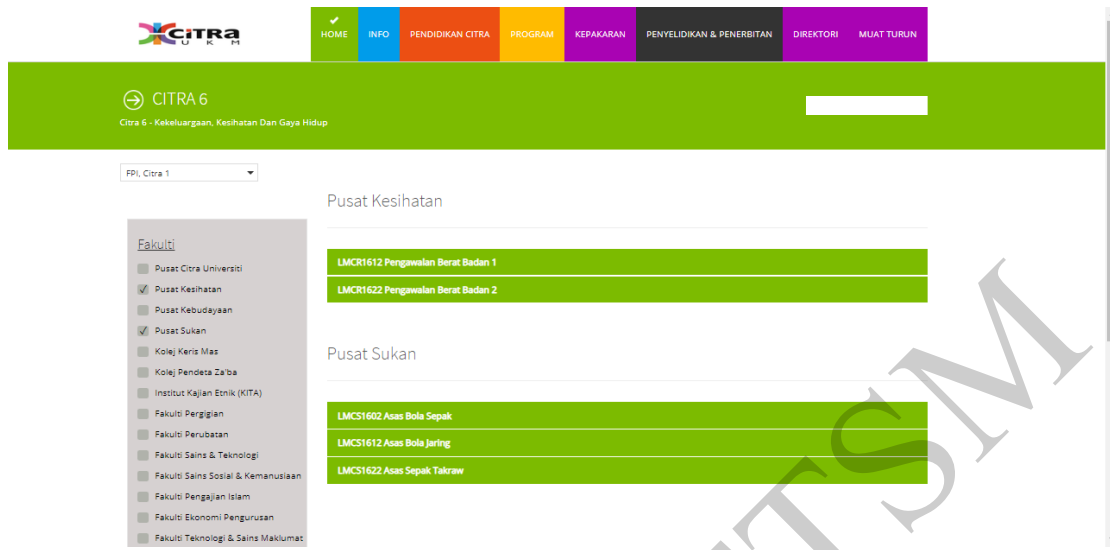 CiTRa
U K M
HOME INFO PENDIDIKAN CITRA PROGRAM KEPAKARAN PENYELIDIKAN & PENERBITAN DIREKTORI MUAT TURUN
CITRA 6
Citra 6 - Kekeluargaan, Kesihatan Dan Gaya Hidup
FPI, Citra 1
Fakulti
Pusat Citra Universiti
Pusat Kesihatan
Pusat Kebudayaan
Pusat Sukan
Kolej Keris Mas
Kolej Pendeta Za'ba
Institut Kajian Etnik (KITA)
Fakulti Pergigian
Fakulti Perubatan
Fakulti Sains & Teknologi
Fakulti Sains Sosial & Kemanusiaan
Fakulti Pengajian Islam
Fakulti Ekonomi Pengurusan
Fakulti Teknologi & Sains Maklumat
Pusat Kesihatan
LMCR1612 Pengawalan Berat Badan 1
LMCR1622 Pengawalan Berat Badan 2
Pusat Sukan
LMCS1602 Asas Bola Sepak
LMCS1612 Asas Bola Jaring
LMCS1622 Asas Sepak Takraw
TSM